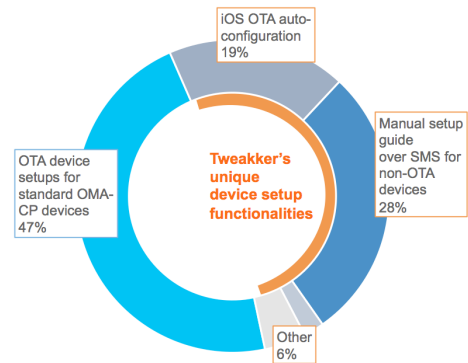 iOS OTA auto-
configuration
19%
Manual setup
guide
over SMS for
non-OTA
devices
28%
OTA device
setups for
standard OMA-
CP devices
47%
Tweakker's
unique
device setup
functionalities
Other
6%